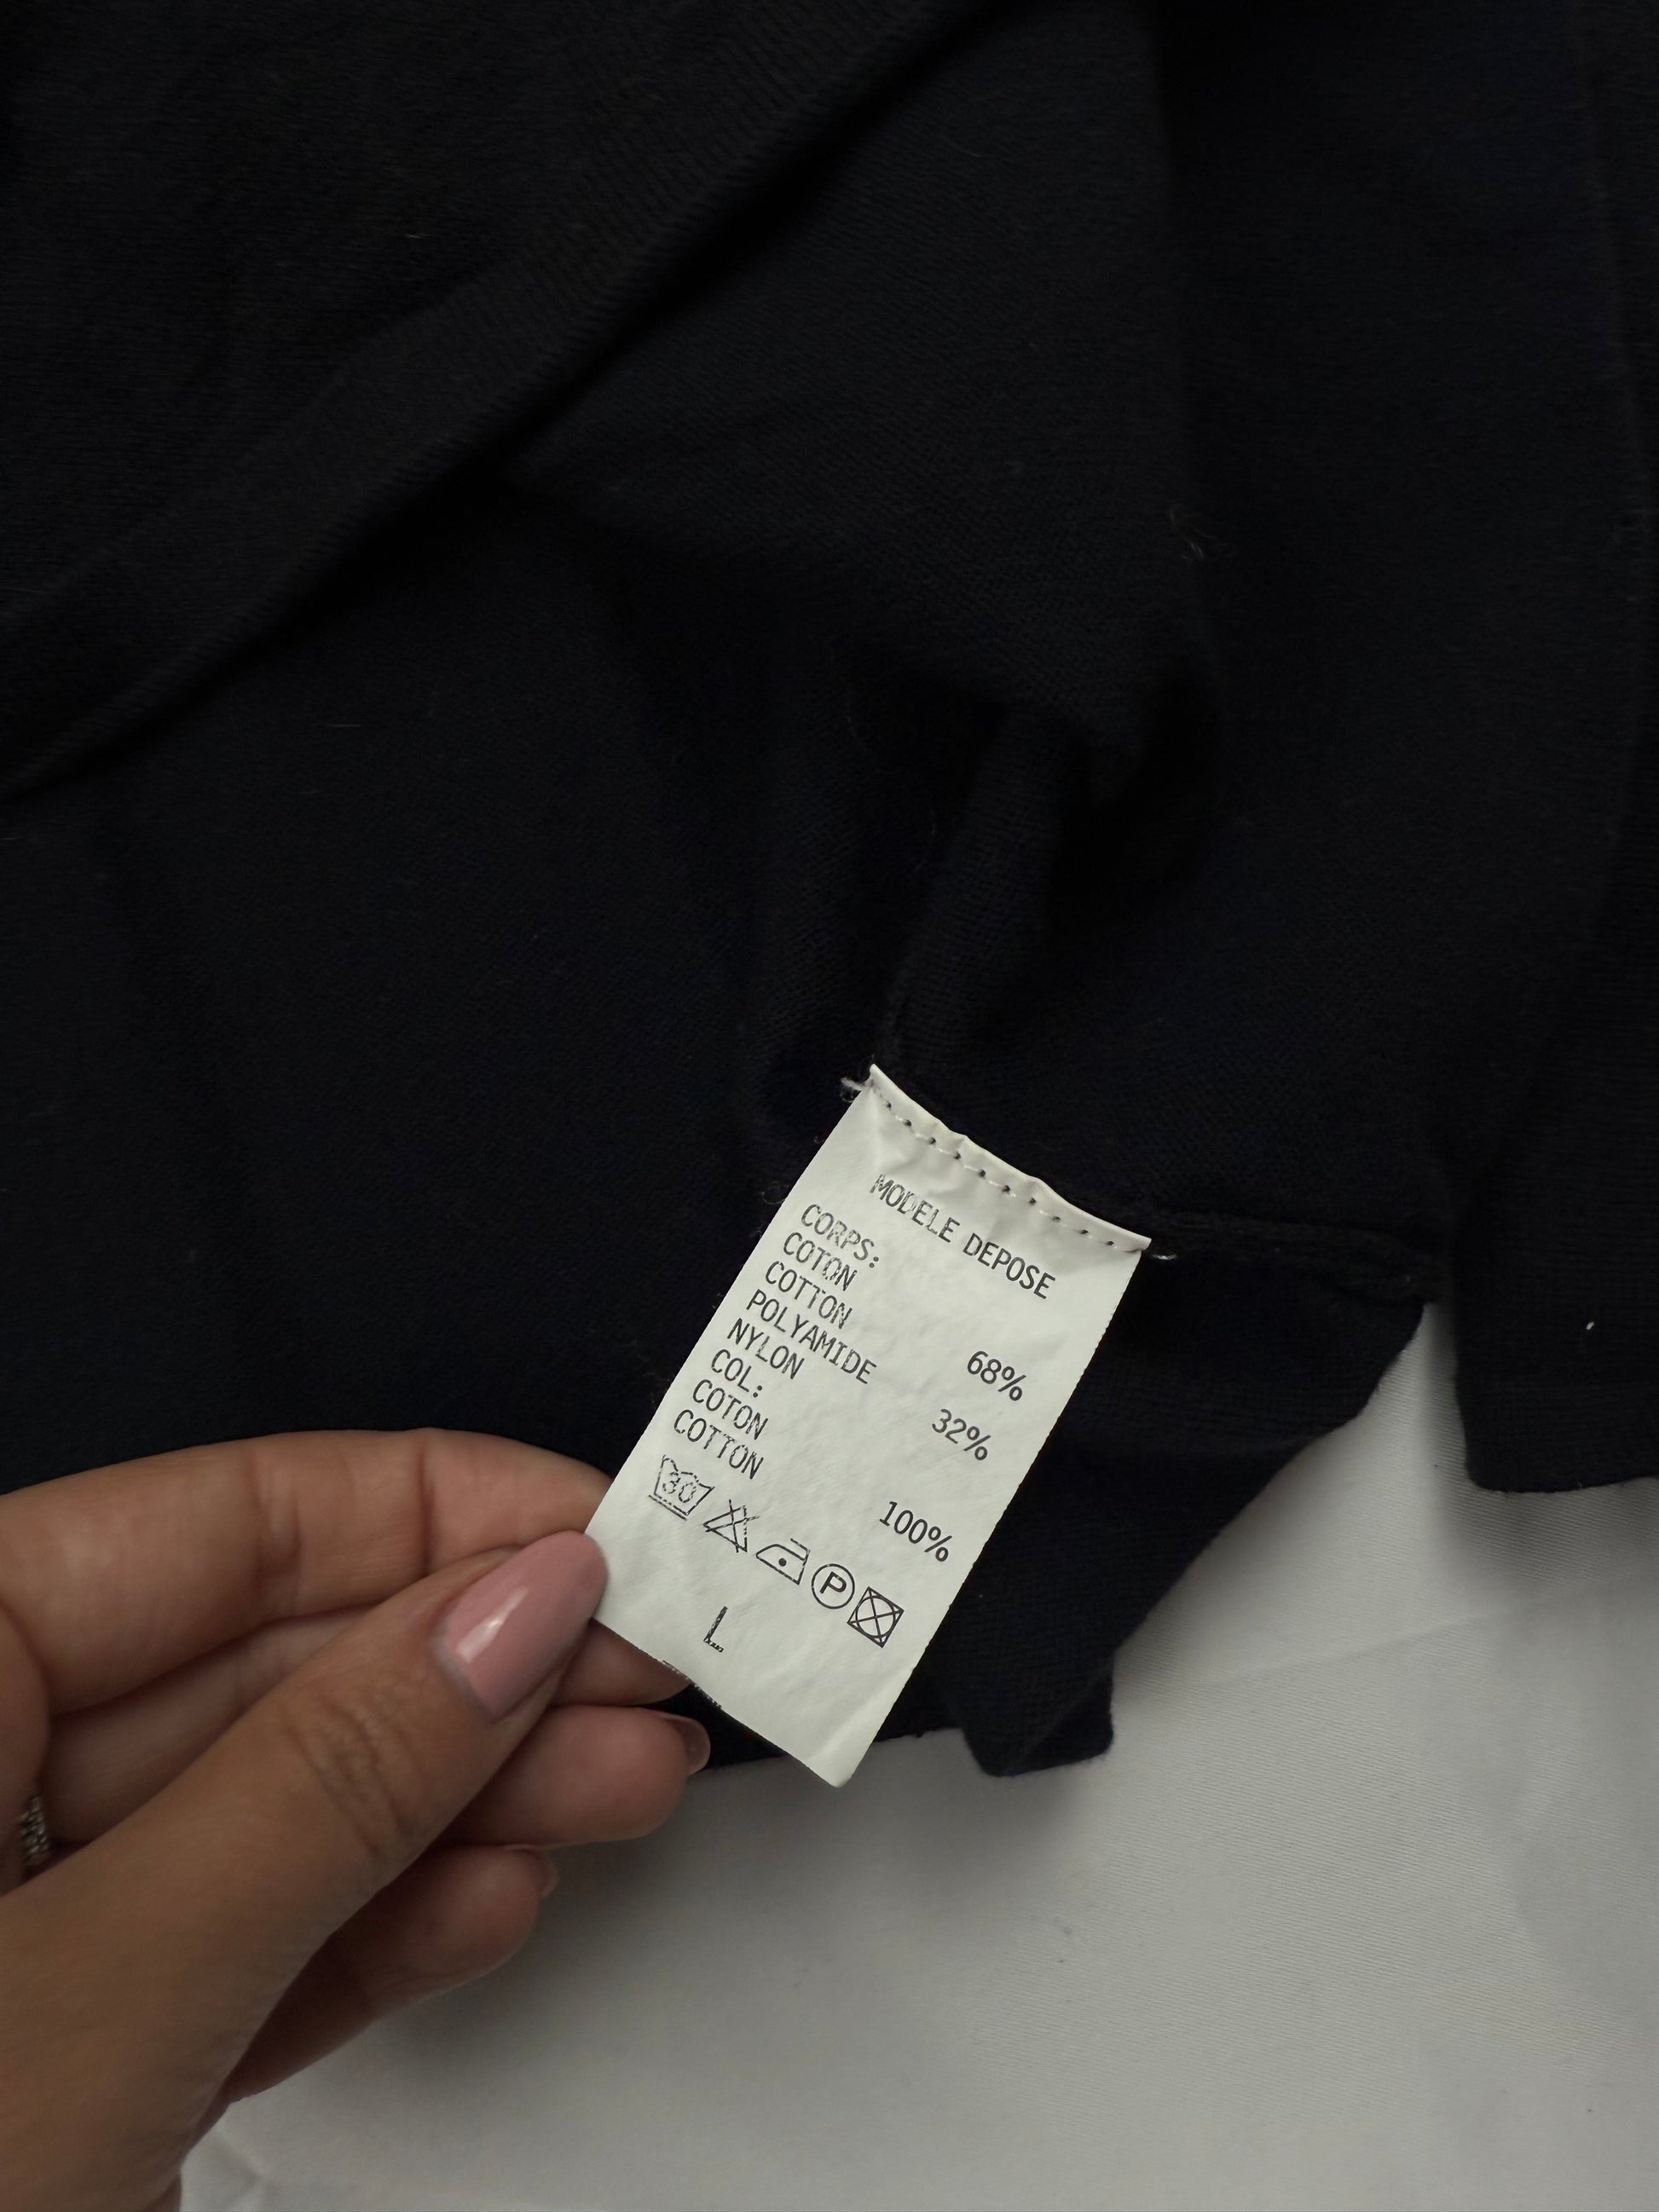 MODELE DEPOSE
CORPS:
COTON
COTTON 68%
POLYAMIDE
NYLON 32%
COL:
COTON
COTTON 100%
30
P
L